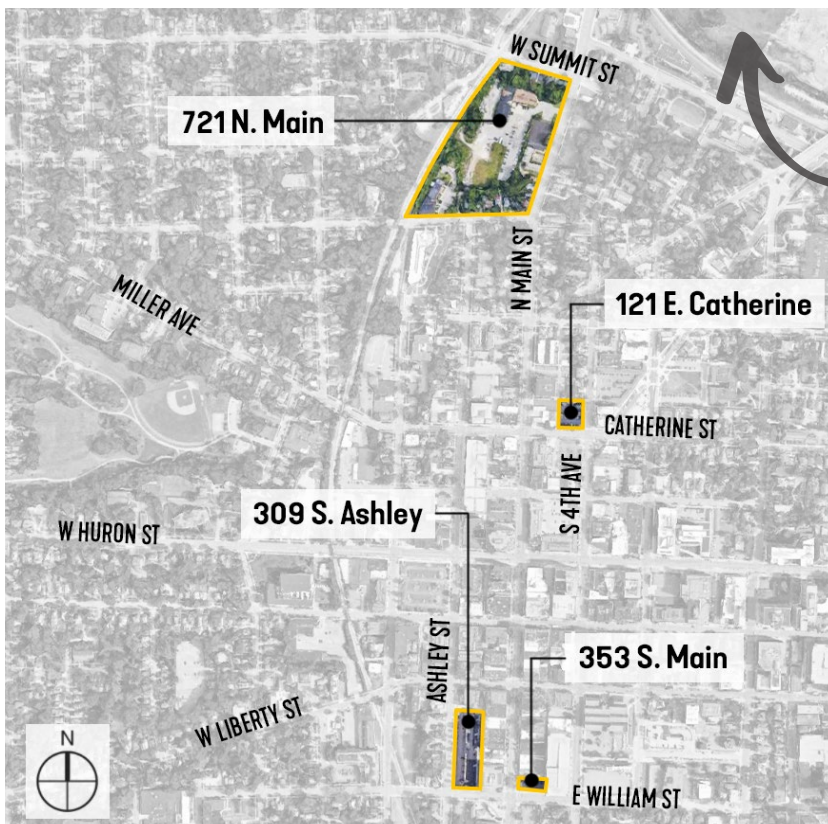 W SUMMIT ST
721 N. Main
N MAIN ST
MILLER AVE
121 E. Catherine
CATHERINE ST
S 4TH AVE
309 S. Ashley
W HURON ST
ASHLEY ST
353 S. Main
W LIBERTY ST
N
E WILLIAM ST